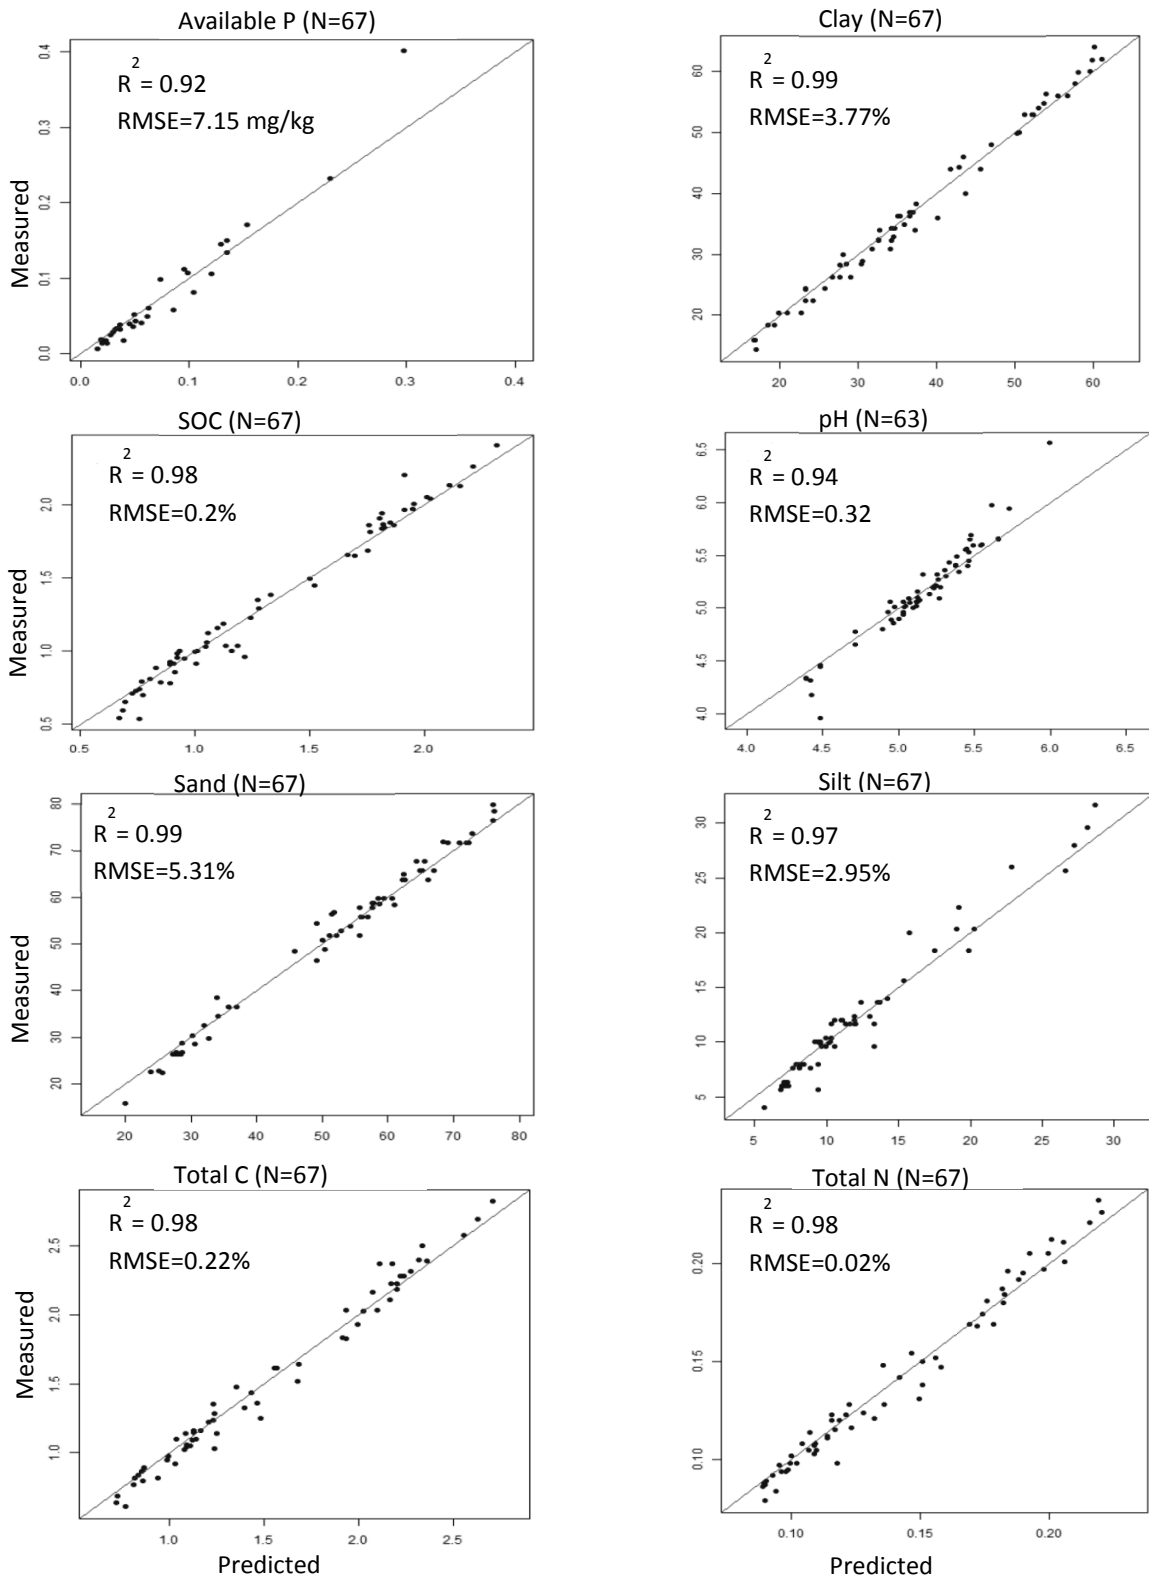 Available P (N=67)
R2 = 0.92
RMSE=7.15 mg/kg
Measured
0.0 0.1 0.2 0.3 0.4
0.0 0.1 0.2 0.3 0.4
Clay (N=67)
R2 = 0.99
RMSE=3.77%
20 30 40 50 60
20 30 40 50 60
SOC (N=67)
R2 = 0.98
RMSE=0.2%
Measured
0.5 1.0 1.5 2.0
0.5 1.0 1.5 2.0
pH (N=63)
R2 = 0.94
RMSE=0.32
4.0 4.5 5.0 5.5 6.0 6.5
4.0 4.5 5.0 5.5 6.0 6.5
Sand (N=67)
R2 = 0.99
RMSE=5.31%
Measured
20 30 40 50 60 70 80
20 30 40 50 60 70 80
Silt (N=67)
R2 = 0.97
RMSE=2.95%
5 10 15 20 25 30
5 10 15 20 25 30
Total C (N=67)
R2 = 0.98
RMSE=0.22%
Measured
1.0 1.5 2.0 2.5
1.0 1.5 2.0 2.5
Predicted
Total N (N=67)
R2 = 0.98
RMSE=0.02%
0.10 0.15 0.20
0.10 0.15 0.20
Predicted